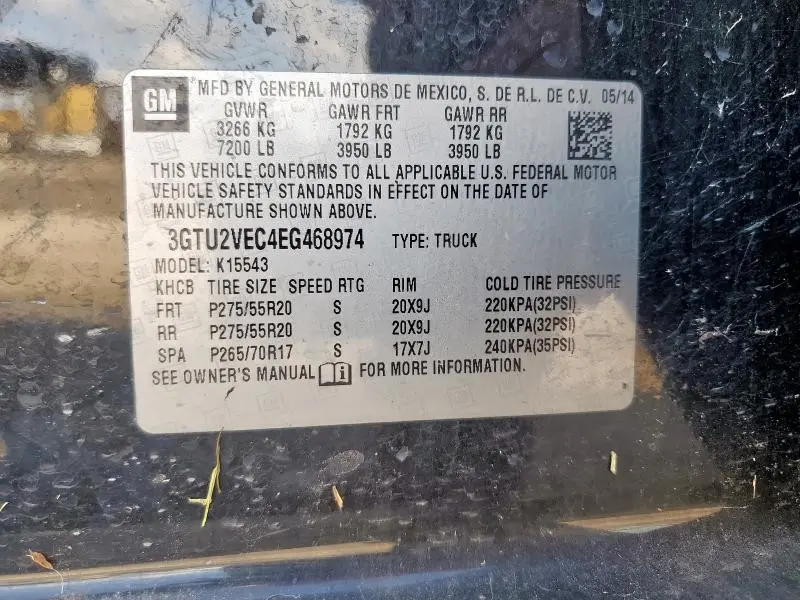 GM
MFD BY GENERAL MOTORS DE MEXICO, S. DE R.L. DE C.V. 05/14
GVWR GAWR FRT GAWR RR
3266 KG 1792 KG 1792 KG
7200 LB 3950 LB 3950 LB
THIS VEHICLE CONFORMS TO ALL APPLICABLE U.S. FEDERAL MOTOR
VEHICLE SAFETY STANDARDS IN EFFECT ON THE DATE OF
MANUFACTURE SHOWN ABOVE.
3GTU2VEC4EG468974 TYPE: TRUCK
MODEL: K15543
KHCB TIRE SIZE SPEED RTG RIM COLD TIRE PRESSURE
FRT P275/55R20 S 20X9J 220KPA(32PSI)
RR P275/55R20 S 20X9J 220KPA(32PSI)
SPA P265/70R17 S 17X7J 240KPA(35PSI)
SEE OWNER'S MANUAL i FOR MORE INFORMATION.